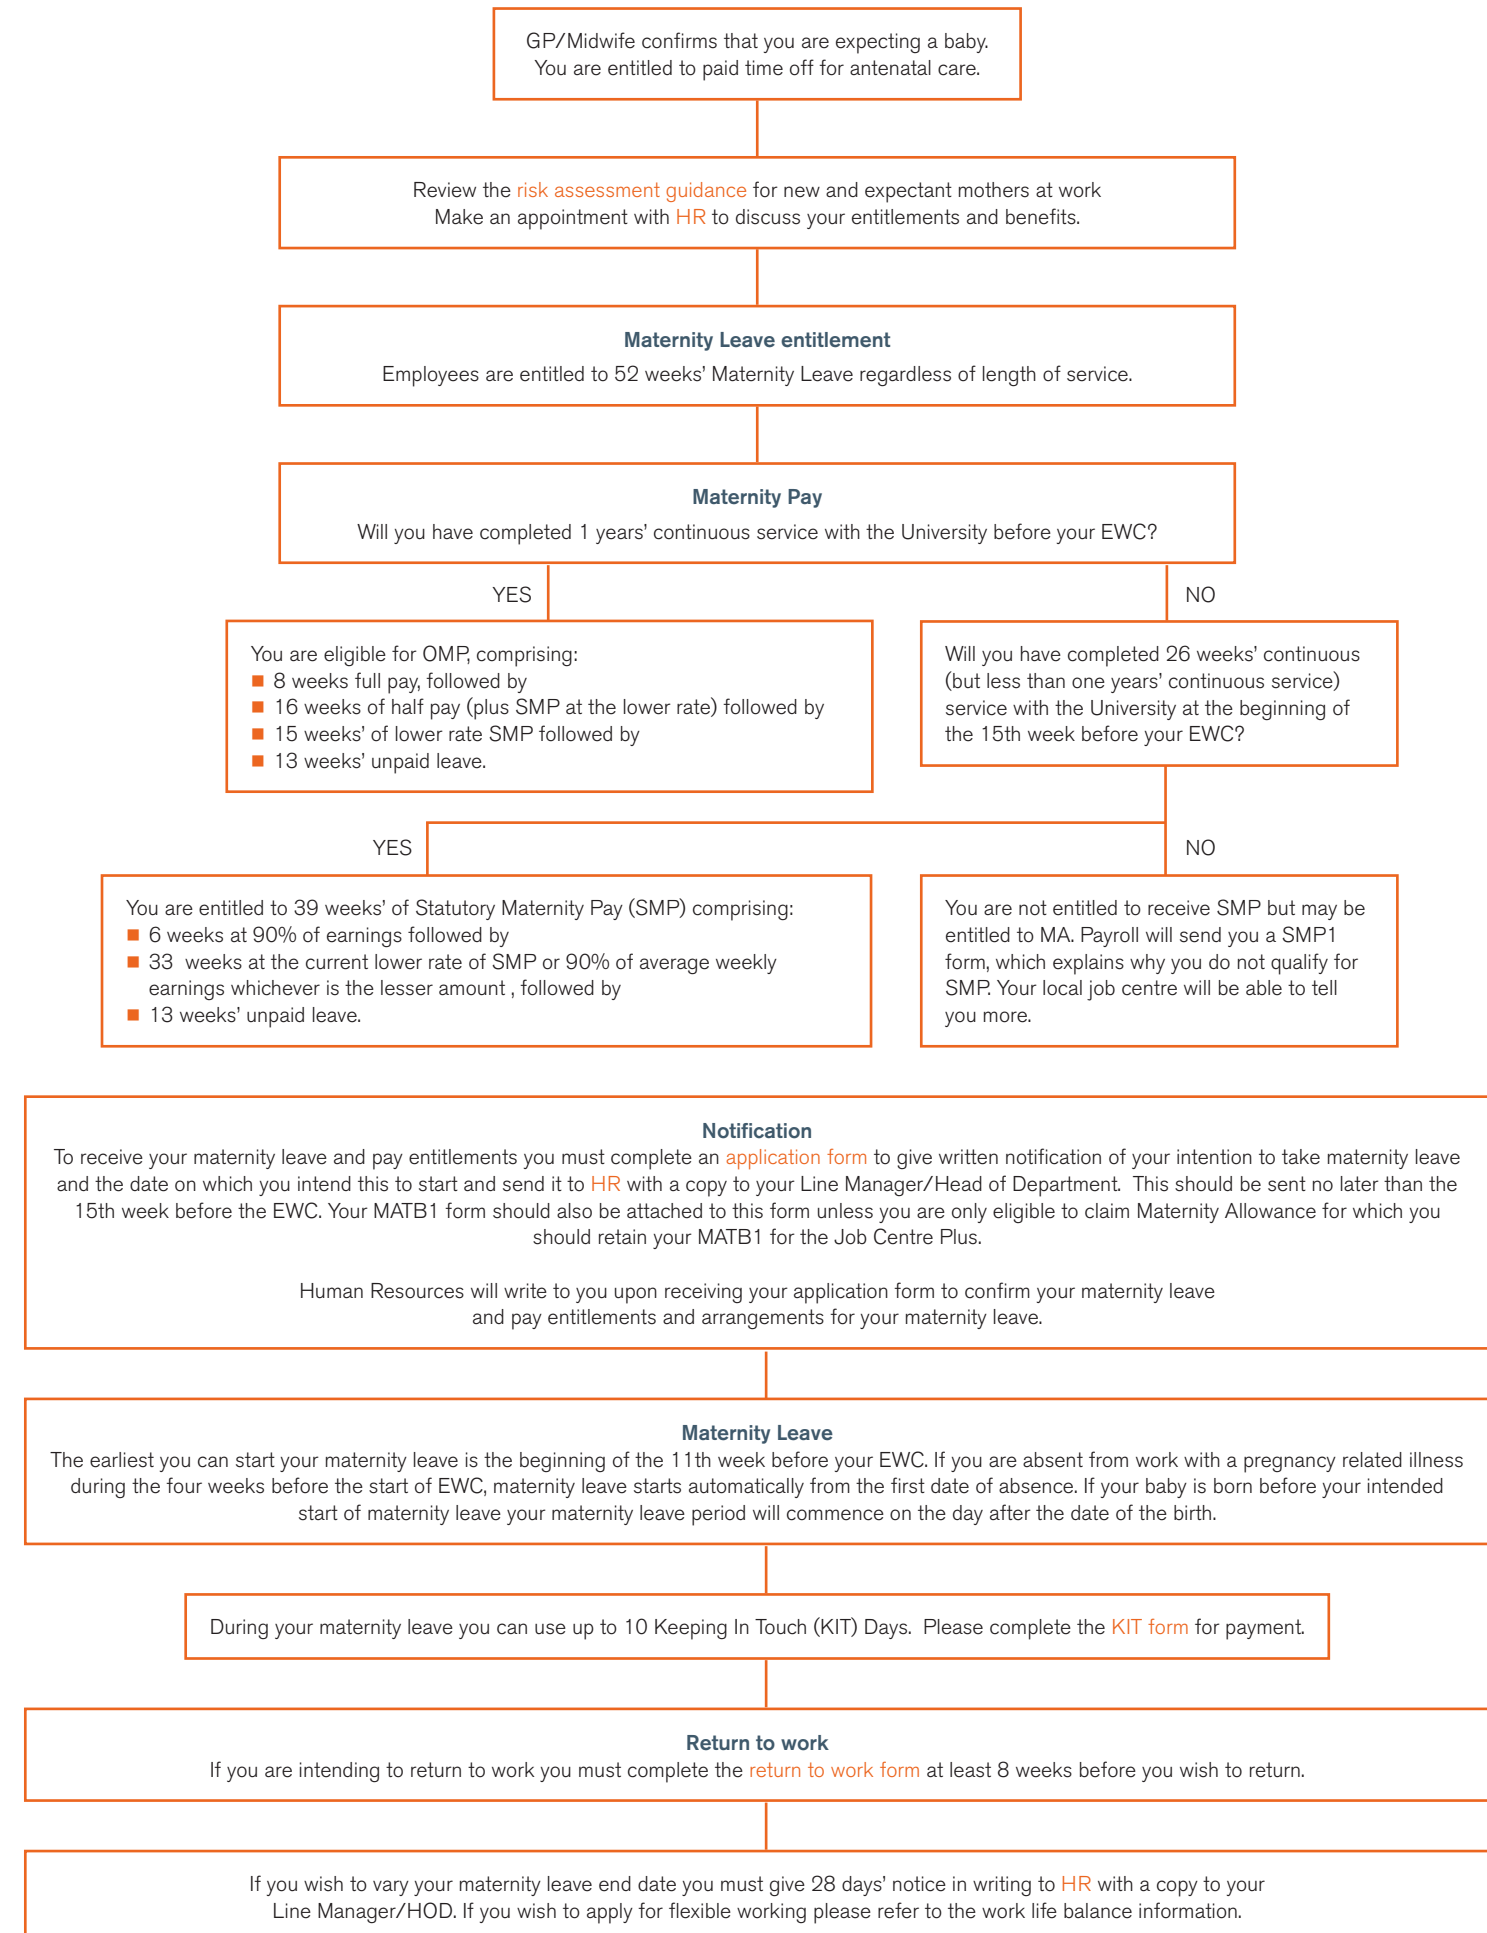 GP/Midwife confirms that you are expecting a baby.
You are entitled to paid time off for antenatal care.
Review the risk assessment guidance for new and expectant mothers at work
Make an appointment with HR to discuss your entitlements and benefits.
Maternity Leave entitlement
Employees are entitled to 52 weeks' Maternity Leave regardless of length of service.
Maternity Pay
Will you have completed 1 years' continuous service with the University before your EWC?
YES
NO
You are eligible for OMP, comprising:
■ 8 weeks full pay, followed by
■ 16 weeks of half pay (plus SMP at the lower rate) followed by
■ 15 weeks' of lower rate SMP followed by
■ 13 weeks' unpaid leave.
Will you have completed 26 weeks' continuous
(but less than one years' continuous service)
service with the University at the beginning of
the 15th week before your EWC?
YES
NO
You are entitled to 39 weeks' of Statutory Maternity Pay (SMP) comprising:
■ 6 weeks at 90% of earnings followed by
■ 33 weeks at the current lower rate of SMP or 90% of average weekly
earnings whichever is the lesser amount , followed by
■ 13 weeks' unpaid leave.
You are not entitled to receive SMP but may be
entitled to MA. Payroll will send you a SMP1
form, which explains why you do not qualify for
SMP. Your local job centre will be able to tell
you more.
Notification
To receive your maternity leave and pay entitlements you must complete an application form to give written notification of your intention to take maternity leave
and the date on which you intend this to start and send it to HR with a copy to your Line Manager/Head of Department. This should be sent no later than the
15th week before the EWC. Your MATB1 form should also be attached to this form unless you are only eligible to claim Maternity Allowance for which you
should retain your MATB1 for the Job Centre Plus.
Human Resources will write to you upon receiving your application form to confirm your maternity leave
and pay entitlements and arrangements for your maternity leave.
Maternity Leave
The earliest you can start your maternity leave is the beginning of the 11th week before your EWC. If you are absent from work with a pregnancy related illness
during the four weeks before the start of EWC, maternity leave starts automatically from the first date of absence. If your baby is born before your intended
start of maternity leave your maternity leave period will commence on the day after the date of the birth.
During your maternity leave you can use up to 10 Keeping In Touch (KIT) Days. Please complete the KIT form for payment.
Return to work
If you are intending to return to work you must complete the return to work form at least 8 weeks before you wish to return.
If you wish to vary your maternity leave end date you must give 28 days' notice in writing to HR with a copy to your
Line Manager/HOD. If you wish to apply for flexible working please refer to the work life balance information.